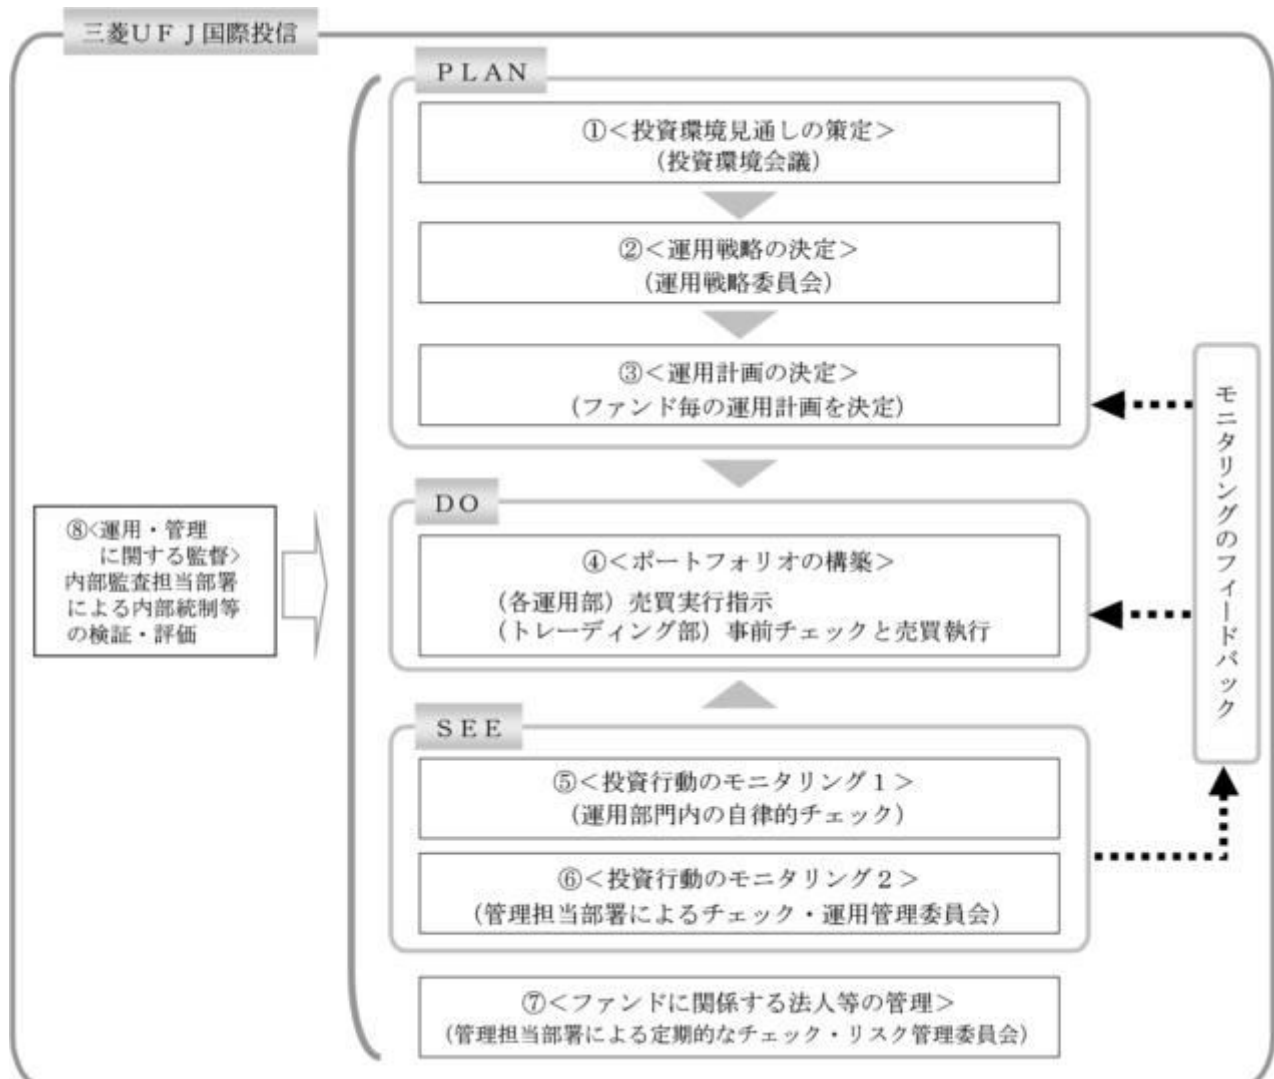 三菱ＵＦＪ国際投信
ＰＬＡＮ
①＜投資環境見通しの策定＞
（投資環境会議）
②＜運用戦略の決定＞
（運用戦略委員会）
③＜運用計画の決定＞
（ファンド毎の運用計画を決定）
ＤＯ
④＜ポートフォリオの構築＞
（各運用部）売買実行指示
（トレーディング部）事前チェックと売買執行
ＳＥＥ
⑤＜投資行動のモニタリング１＞
（運用部門内の自律的チェック）
⑥＜投資行動のモニタリング２＞
（管理担当部署によるチェック・運用管理委員会）
⑦＜ファンドに関係する法人等の管理＞
（管理担当部署による定期的なチェック・リスク管理委員会）
⑧<運用・管理
に関する監督>
内部監査担当部署
による内部統制等
の検証・評価
モニタリングのフィードバック